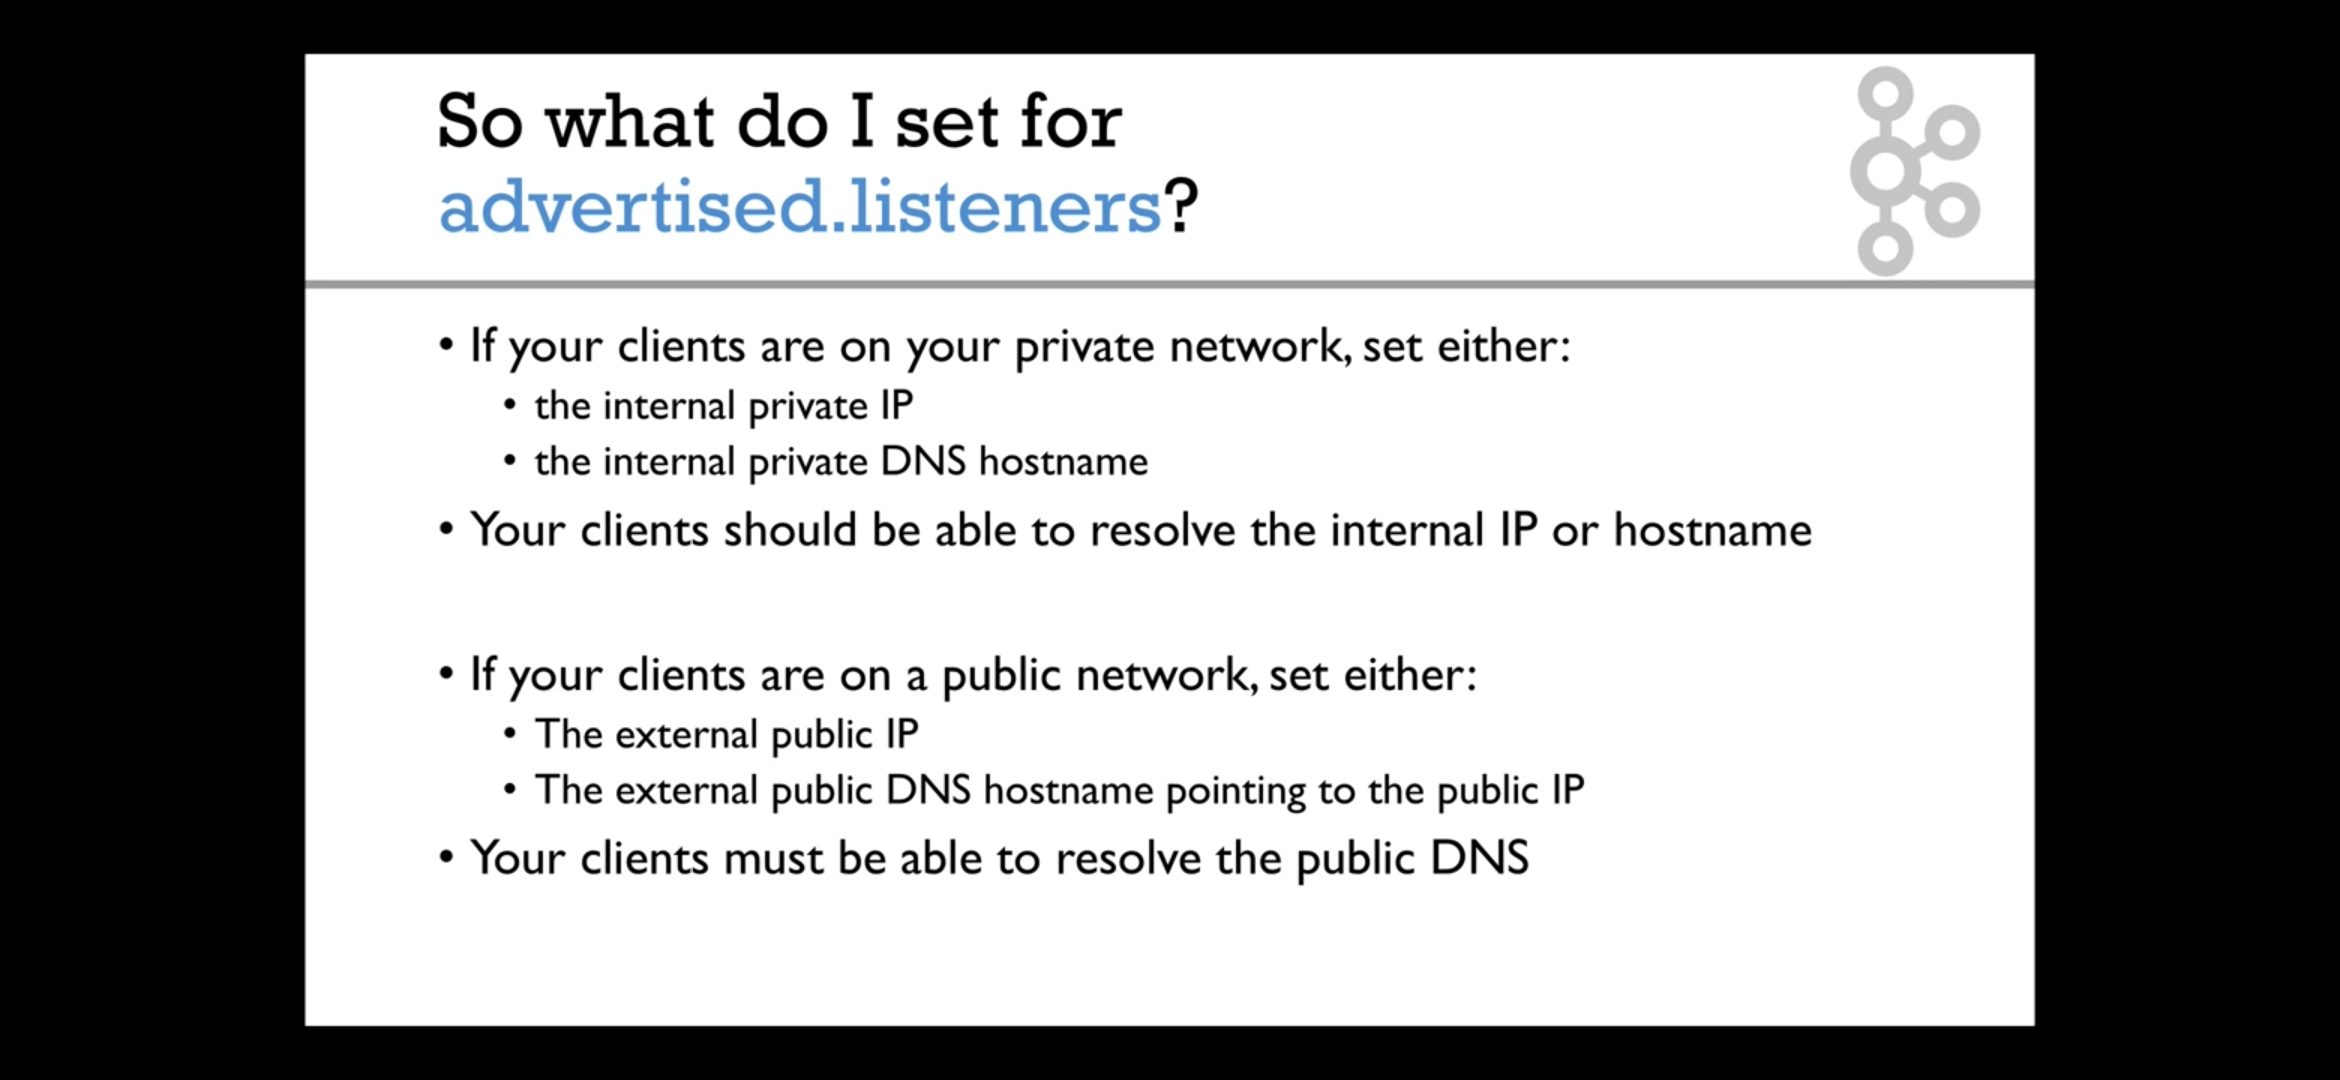 So what do I set for
advertised.listeners?
• If your clients are on your private network, set either:
• the internal private IP
• the internal private DNS hostname
• Your clients should be able to resolve the internal IP or hostname
• If your clients are on a public network, set either:
• The external public IP
• The external public DNS hostname pointing to the public IP
• Your clients must be able to resolve the public DNS